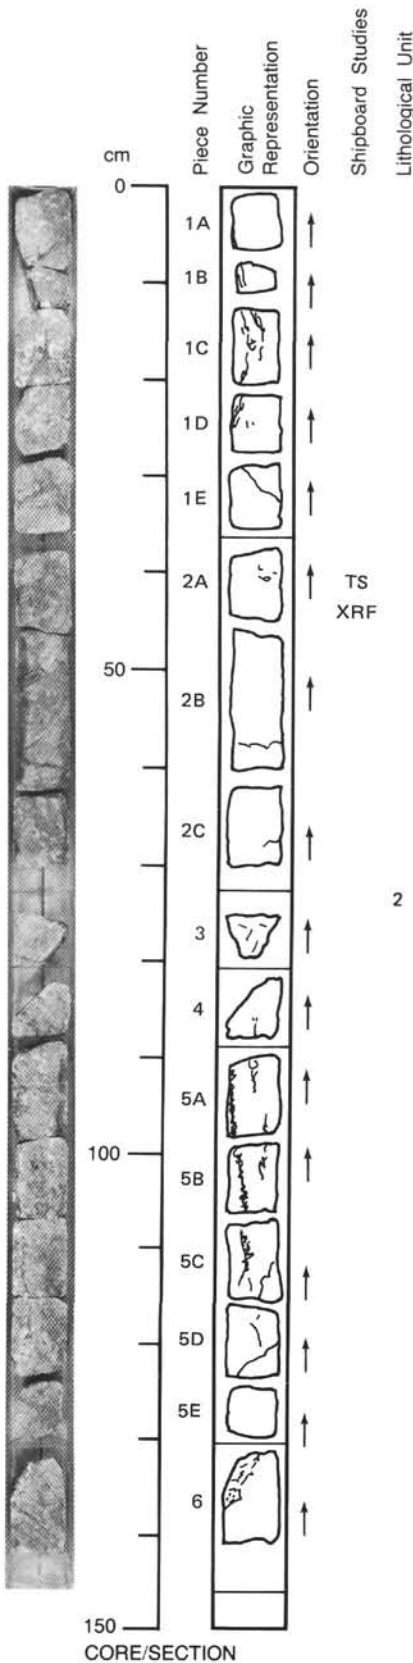 cm
Piece Number
Graphic Representation
Orientation
Shipboard Studies
Lithological Unit
0
1A
1B
1C
1D
1E
2A
TS
XRF
50
2B
2C
2
3
4
5A
100
5B
5C
5D
5E
6
150
CORE/SECTION